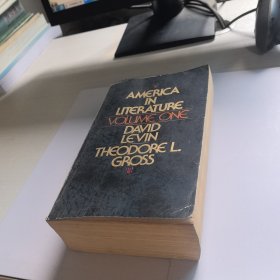 AMERICA
IN
LITERATURE
VOLUME ONE
DAVID
LEVIN
THEODORE L.
GROSS